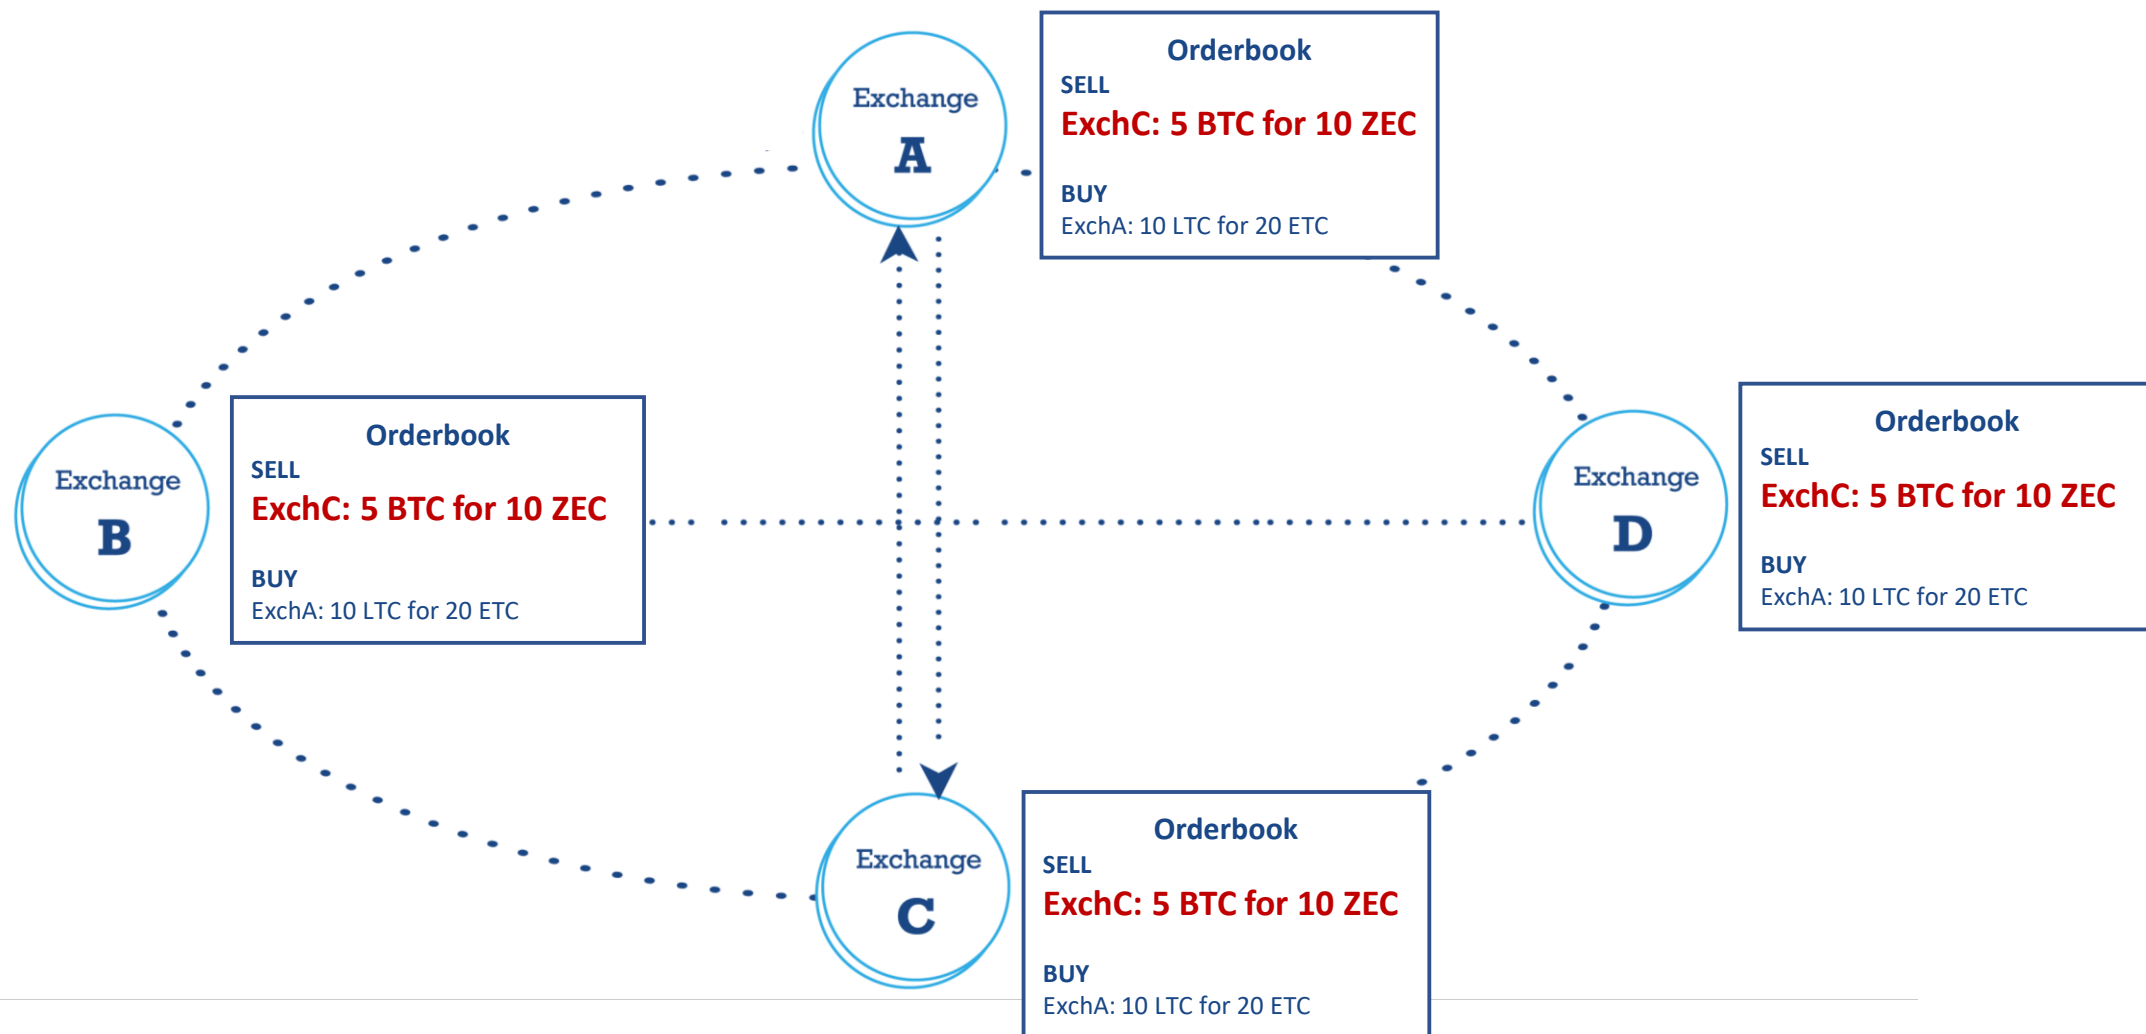 Exchange
A
Orderbook
SELL
ExchC: 5 BTC for 10 ZEC
BUY
ExchA: 10 LTC for 20 ETC
Exchange
B
Orderbook
SELL
ExchC: 5 BTC for 10 ZEC
BUY
ExchA: 10 LTC for 20 ETC
Exchange
D
Orderbook
SELL
ExchC: 5 BTC for 10 ZEC
BUY
ExchA: 10 LTC for 20 ETC
Exchange
C
Orderbook
SELL
ExchC: 5 BTC for 10 ZEC
BUY
ExchA: 10 LTC for 20 ETC